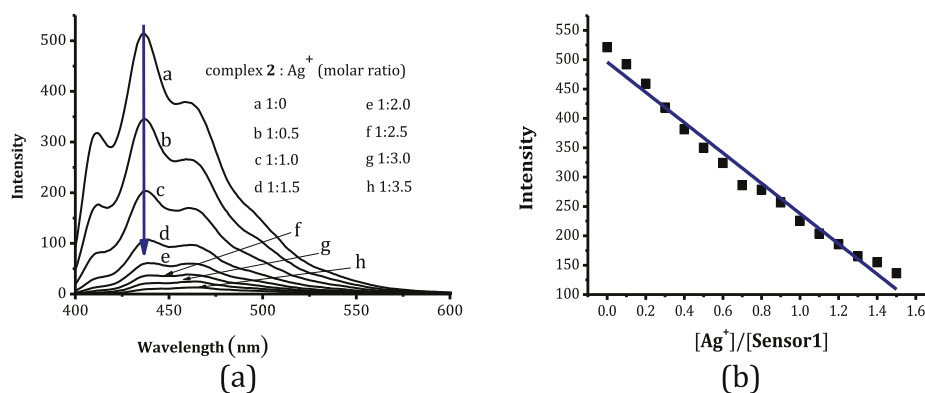 500
400
300
200
100
0
400
450
500
550
600
Intensity
Wavelength (nm)
complex 2 : Ag+ (molar ratio)
a 1:0
e 1:2.0
b 1:0.5
f 1:2.5
c 1:1.0
g 1:3.0
d 1:1.5
h 1:3.5
a
b
c
d
e
f
g
h
(a)
550
500
450
400
350
300
250
200
150
100
0.0
0.2
0.4
0.6
0.8
1.0
1.2
1.4
1.6
Intensity
[Ag+]/[Sensor1]
(b)